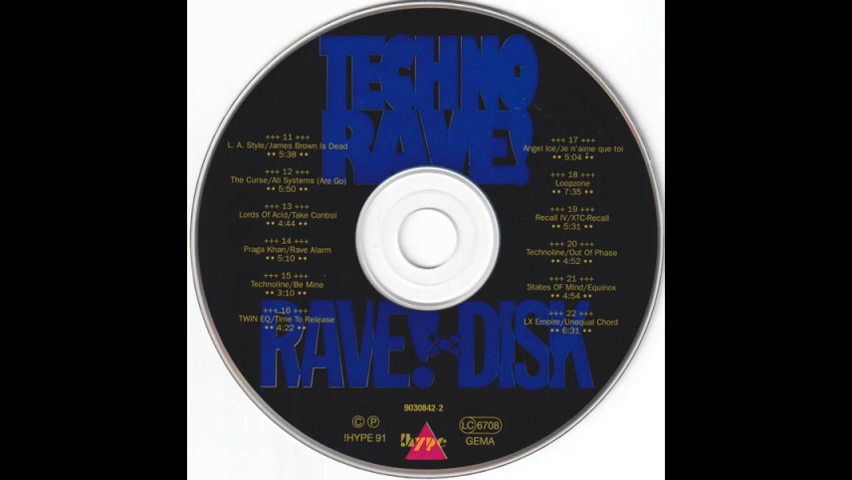 TECHNO
RAVE?
+++ 11 +++
L. A. Style/James Brown Is Dead
•• 5:38 ••
+++ 12 +++
The Curse/All Systems (Are Go)
•• 5:50 ••
+++ 13 +++
Lords Of Acid/Take Control
•• 4:44 ••
+++ 14 +++
Praga Khan/Rave Alarm
•• 5:10 ••
+++ 15 +++
Technoline/Be Mine
•• 3:10 ••
+++ 16 +++
TWIN EQ/Time To Release
•• 4:22 ••
+++ 17 +++
Angel Ice/Je n'aime que toi
•• 5:04 ••
+++ 18 +++
Loopzone
•• 7:35 ••
+++ 19 +++
Recall IV/XTC-Recall
•• 5:31 ••
+++ 20 +++
Technoline/Out Of Phase
•• 4:52 ••
+++ 21 +++
States OF Mind/Equinox
•• 4:54 ••
+++ 22 +++
LX Emoire/Unequal Chord
•• 6:31 ••
RAVE!•DISK
9030842-2
© ℗
!HYPE 91
!hype
LC 6708
GEMA